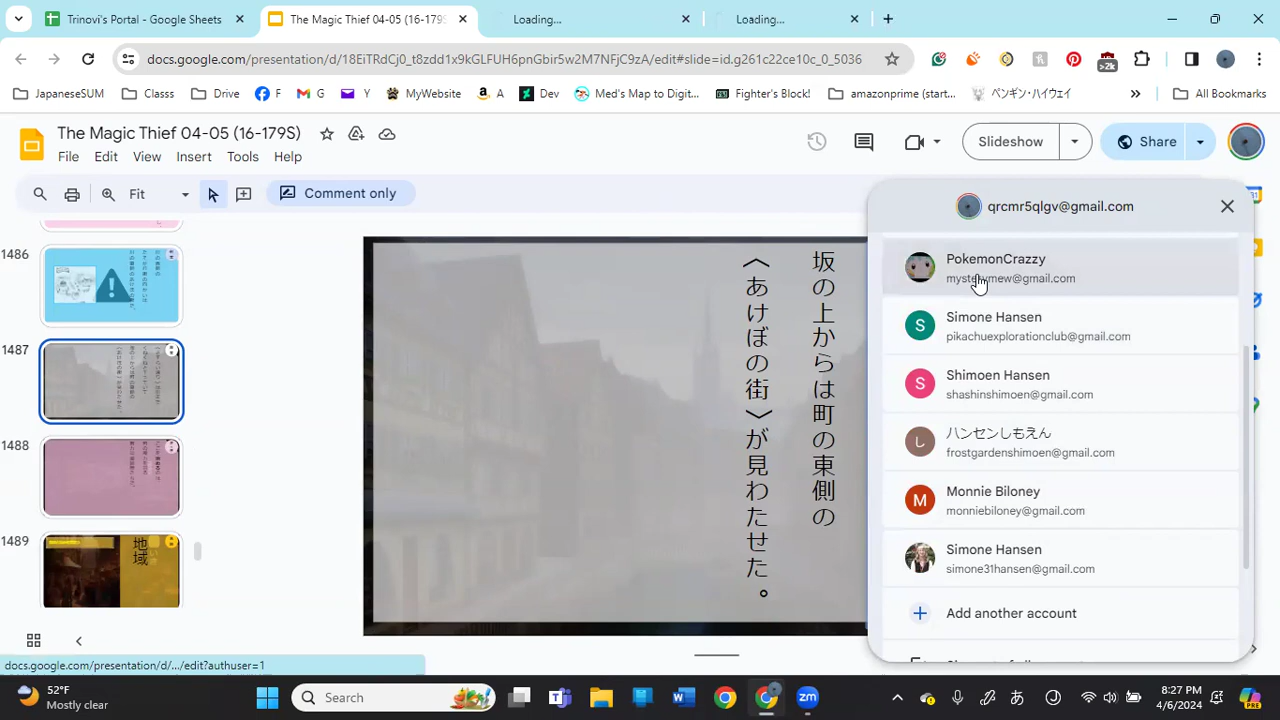 Trinovi's Portal - Google Sheets
The Magic Thief 04-05 (16-179S
Loading...
Loading...
docs.google.com/presentation/d/18EiTRdCj0_t8zdd1x9kGLFUH6pnGbir5w2M7NFjC9zA/edit#slide=id.g261c22ce10c_0_5036
>2k
JapaneseSUM
Classs
Drive
F
G
Y
MyWebsite
A
Dev
Med's Map to Digit...
Fighter's Block!
amazonprime (start...
ペンギン・ハイウェイ
All Bookmarks
The Magic Thief 04-05 (16-179S)
File
Edit
View
Insert
Format
Tools
Help
Slideshow
Share
Fit
Comment only
1486
1487
1488
1489
地域
坂の上からは町の東側の
〈あけぼの街〉が見わたせた。
qrcmr5qlgv@gmail.com
PokemonCrazzy
mysterymew@gmail.com
Simone Hansen
pikachuexplorationclub@gmail.com
Shimoen Hansen
shashinshimoen@gmail.com
ハンセンしもえん
frostgardenshimoen@gmail.com
Monnie Biloney
monniebiloney@gmail.com
Simone Hansen
simone31hansen@gmail.com
Add another account
docs.google.com/presentation/d/.../edit?authuser=1
52°F
Mostly clear
Search
8:27 PM
4/6/2024